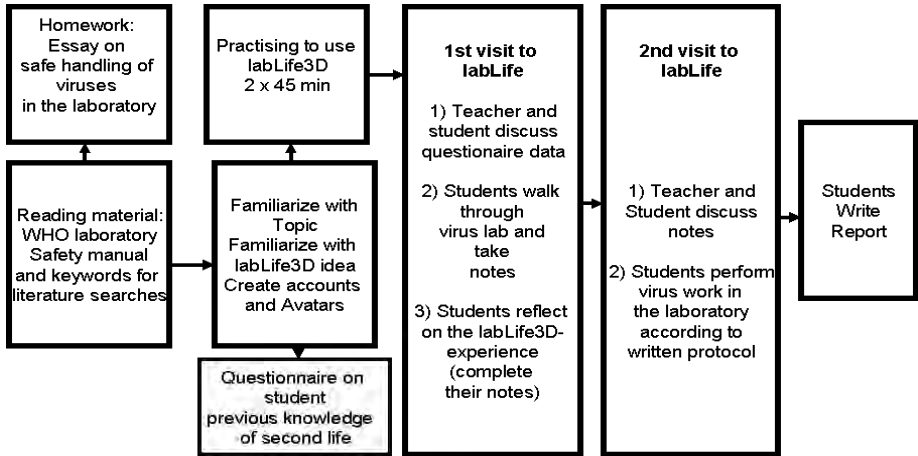 Homework:
Essay on
safe handling of
viruses
in the laboratory
Reading material:
WHO laboratory
Safety manual
and keywords for
literature searches
Practising to use
labLife3D
2 x 45 min
Familiarize with
Topic
Familiarize with
labLife3D idea
Create accounts
and Avatars
Questionnaire on
student
previous knowledge
of second life
1st visit to
labLife
1) Teacher and
student discuss
questionaire data
2) Students walk
through
virus lab and
take
notes
3) Students reflect
on the labLife3D-
experience
(complete
their notes)
2nd visit to
labLife
1) Teacher and
Student discuss
notes
2) Students perform
virus work in
the laboratory
according to
written protocol
Students
Write
Report